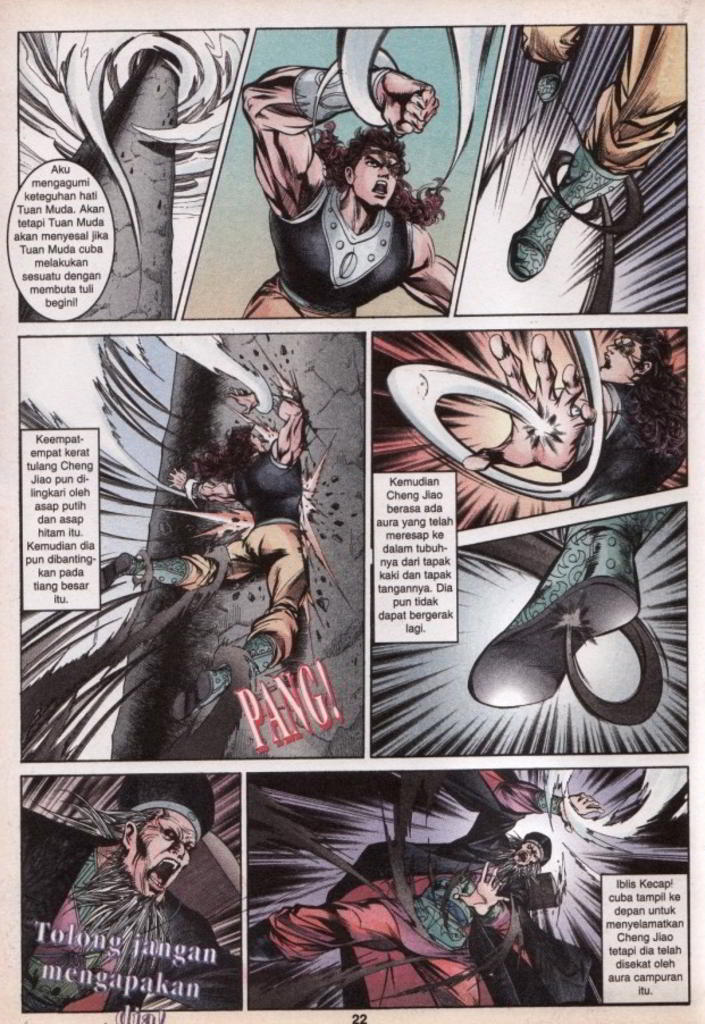 Aku
mengagumi
keteguhan hati
Tuan Muda. Akan
tetapi Tuan Muda
akan menyesal jika
Tuan Muda cuba
melakukan
sesuatu dengan
membuta tuli
begini!
Keempat-
empat kerat
tulang Cheng
Jiao pun di-
lingkari oleh
asap putih
dan asap
hitam itu.
Kemudian dia
pun dibanting-
kan pada
tiang besar
itu.
PANG!
Kemudian
Cheng Jiao
berasa ada
aura yang telah
meresap ke
dalam tubuh-
nya dari tapak
kaki dan tapak
tangannya. Dia
pun tidak
dapat bergerak
lagi.
Tolong jangan
mengapakan
dia!
Iblis Kecap!
cuba tampil ke
depan untuk
menyelamatkan
Cheng Jiao
tetapi dia telah
disekat oleh
aura campuran
itu.
22